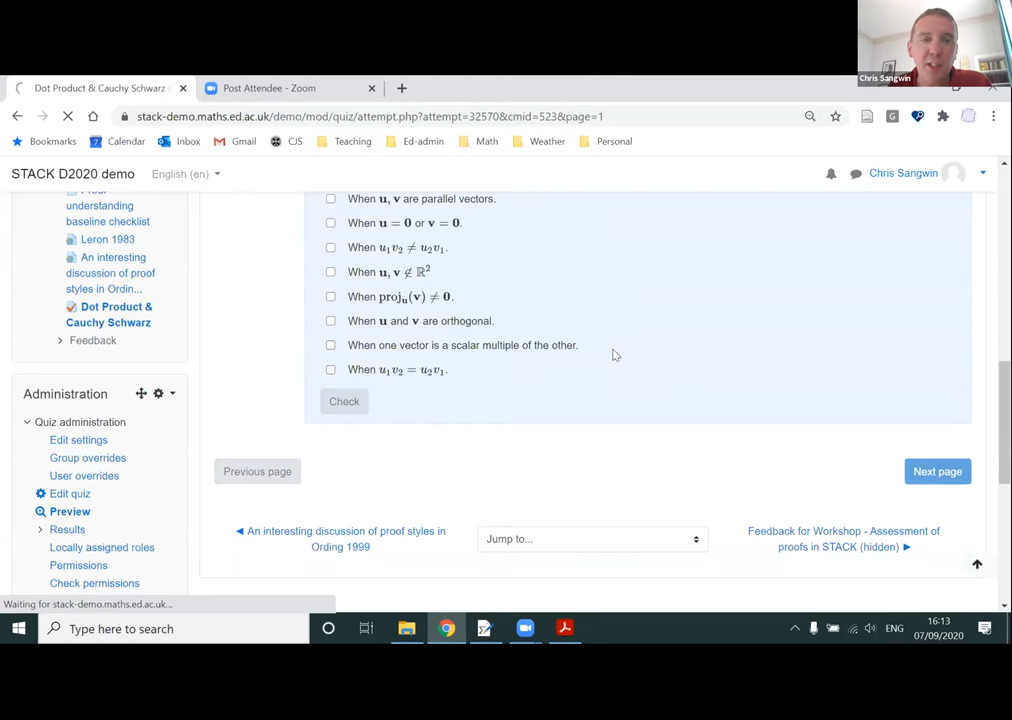 Chris Sangwin
Dot Product & Cauchy Schwarz
Post Attendee - Zoom
stack-demo.maths.ed.ac.uk/demo/mod/quiz/attempt.php?attempt=32570&cmid=523&page=1
Bookmarks
Calendar
Inbox
Gmail
CJS
Teaching
Ed-admin
Math
Weather
Personal
STACK D2020 demo
English (en)
Chris Sangwin
Proof
understanding
baseline checklist
Leron 1983
An interesting
discussion of proof
styles in Ordin...
Dot Product &
Cauchy Schwarz
Feedback
Administration
Quiz administration
Edit settings
Group overrides
User overrides
Edit quiz
Preview
Results
Locally assigned roles
Permissions
Check permissions
When u, v are parallel vectors.
When u = 0 or v = 0.
When u₁v₂ ≠ u₂v₁.
When u, v ∉ ℝ²
When proj_u(v) ≠ 0.
When u and v are orthogonal.
When one vector is a scalar multiple of the other.
When u₁v₂ = u₂v₁.
Check
Previous page
Next page
◄ An interesting discussion of proof styles in
Ording 1999
Jump to...
Feedback for Workshop - Assessment of
proofs in STACK (hidden) ►
Waiting for stack-demo.maths.ed.ac.uk...
Type here to search
ENG
16:13
07/09/2020